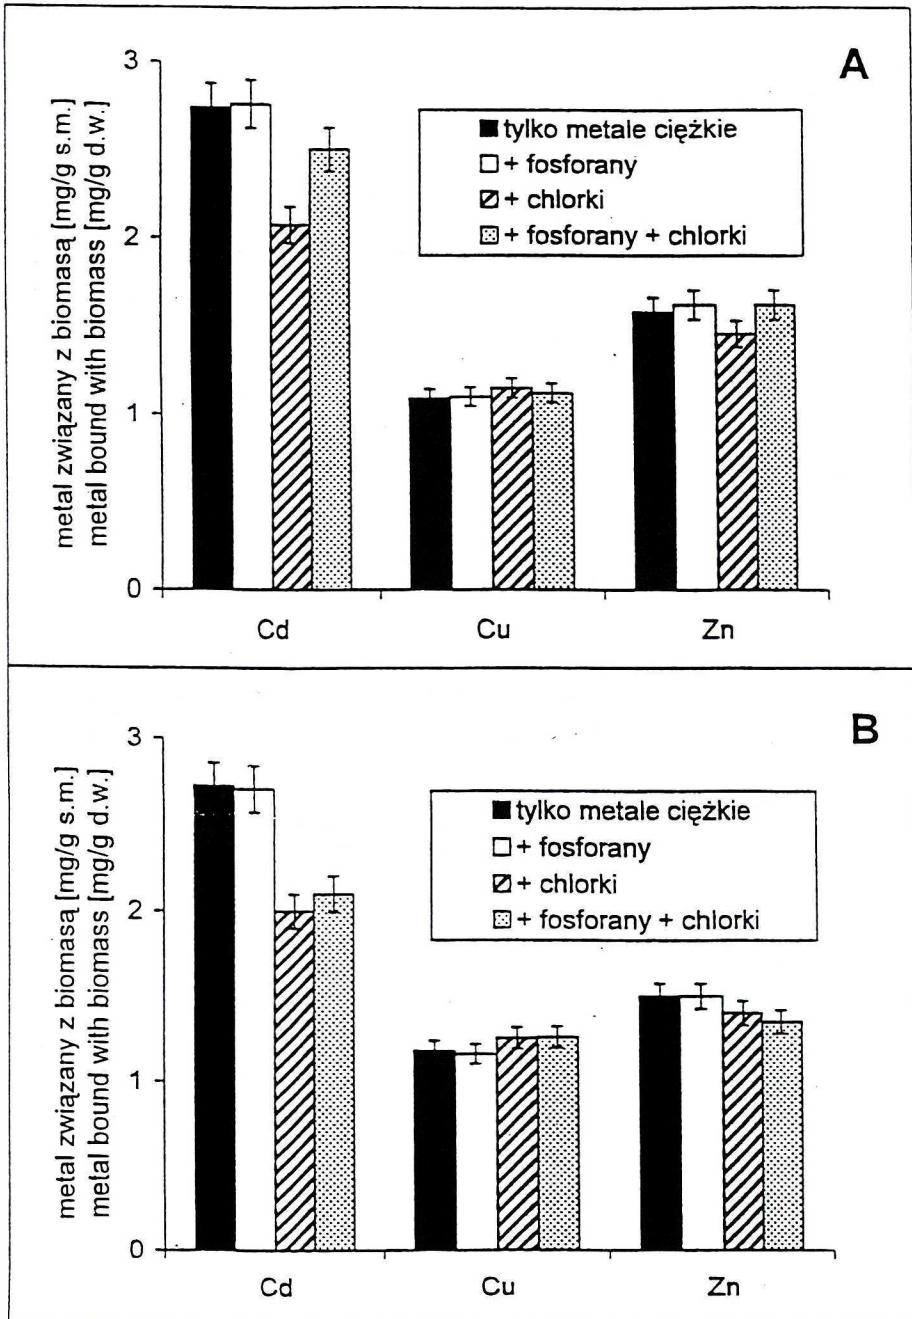 A
metal związany z biomasą [mg/g s.m.]
metal bound with biomass [mg/g d.w.]
3
2
1
0
tylko metale ciężkie
+ fosforany
+ chlorki
+ fosforany + chlorki
Cd Cu Zn
B
metal związany z biomasą [mg/g s.m.]
metal bound with biomass [mg/g d.w.]
3
2
1
0
tylko metale ciężkie
+ fosforany
+ chlorki
+ fosforany + chlorki
Cd Cu Zn